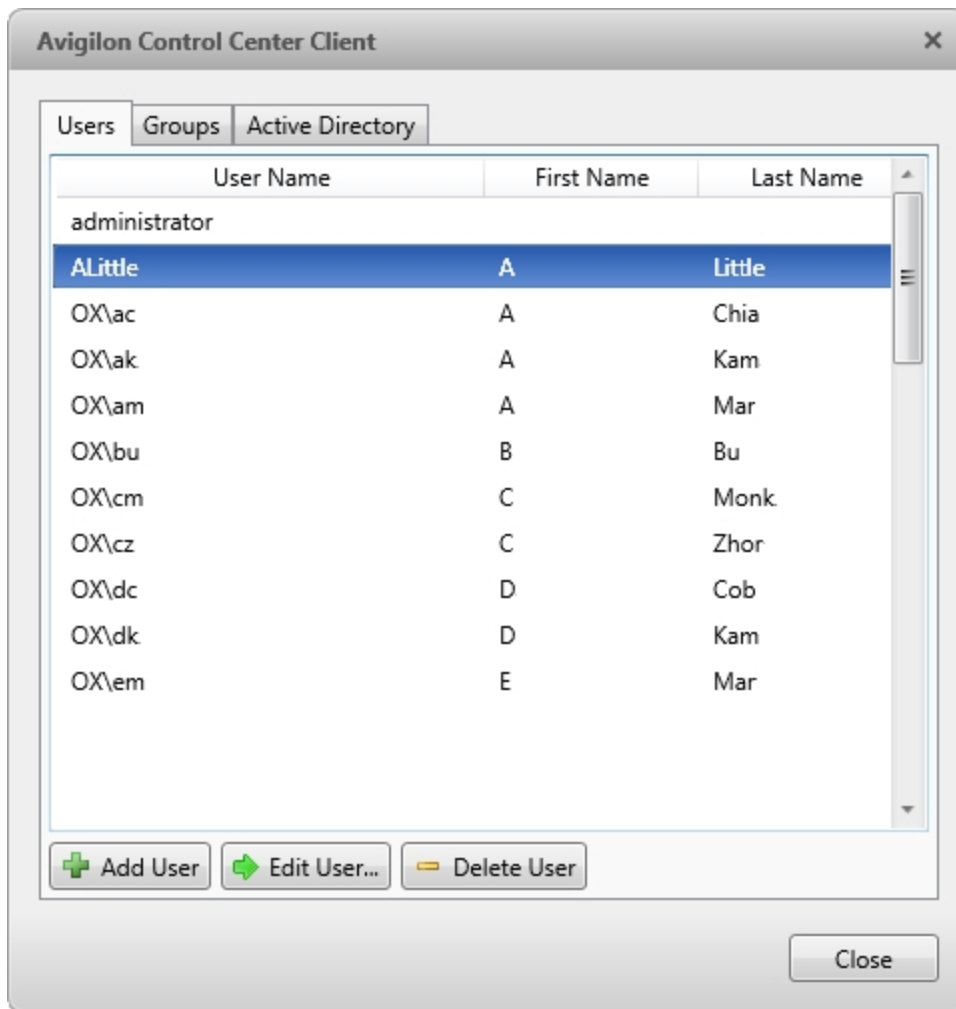 Avigilon Control Center Client
Users Groups Active Directory
User Name First Name Last Name
administrator
ALittle A Little
OX\ac A Chia
OX\ak A Kam
OX\am A Mar
OX\bu B Bu
OX\cm C Monk
OX\cz C Zhor
OX\dc D Cob
OX\dk D Kam
OX\em E Mar
Add User Edit User... Delete User
Close